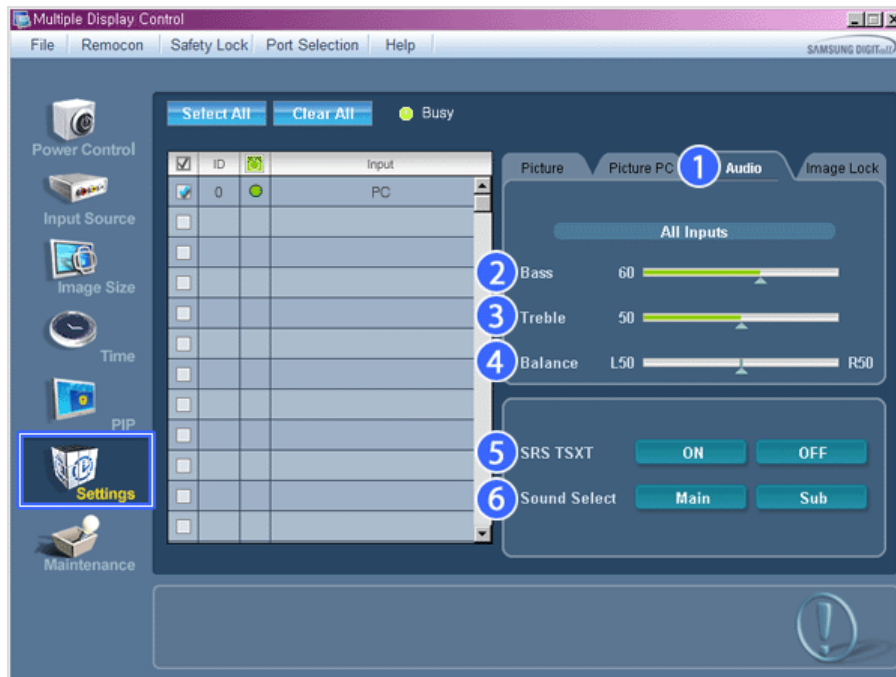 Multiple Display Control
File Remocon Safety Lock Port Selection Help
SAMSUNG DIGITall
Select All Clear All Busy
Power Control
Input Source
Image Size
Time
PIP
Settings
Maintenance
ID Input
0 PC
Picture Picture PC 1 Audio Image Lock
All Inputs
2 Bass 60
3 Treble 50
4 Balance L50 R50
5 SRS TSXT ON OFF
6 Sound Select Main Sub